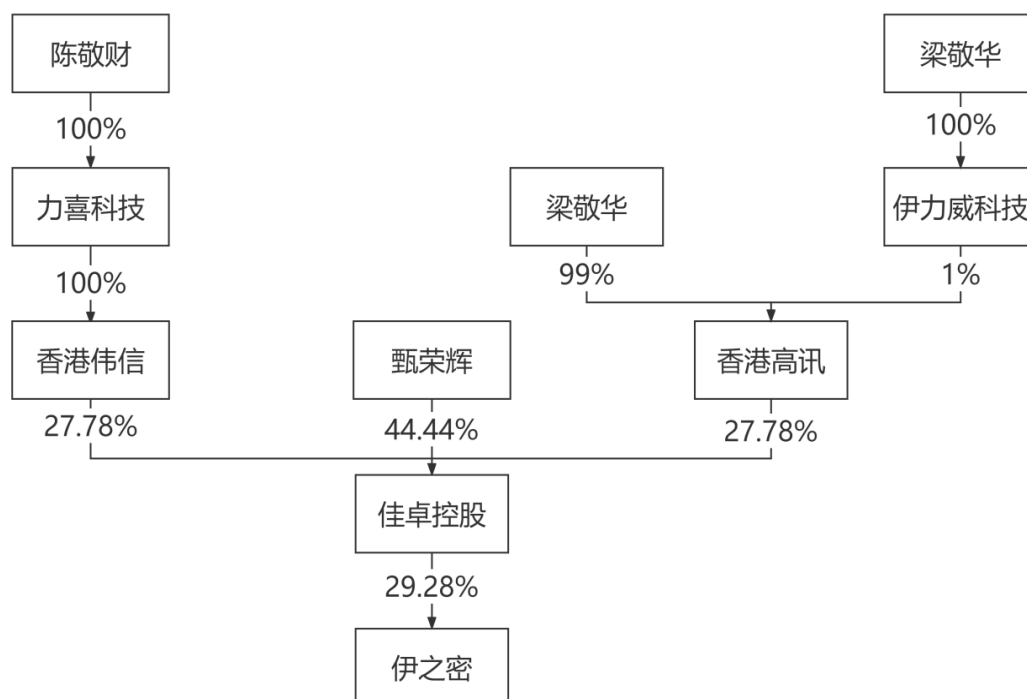 陈敬财
梁敬华
100%
100%
力喜科技
梁敬华
伊力威科技
100%
99%
1%
香港伟信
甄荣辉
香港高讯
27.78%
44.44%
27.78%
佳卓控股
29.28%
伊之密